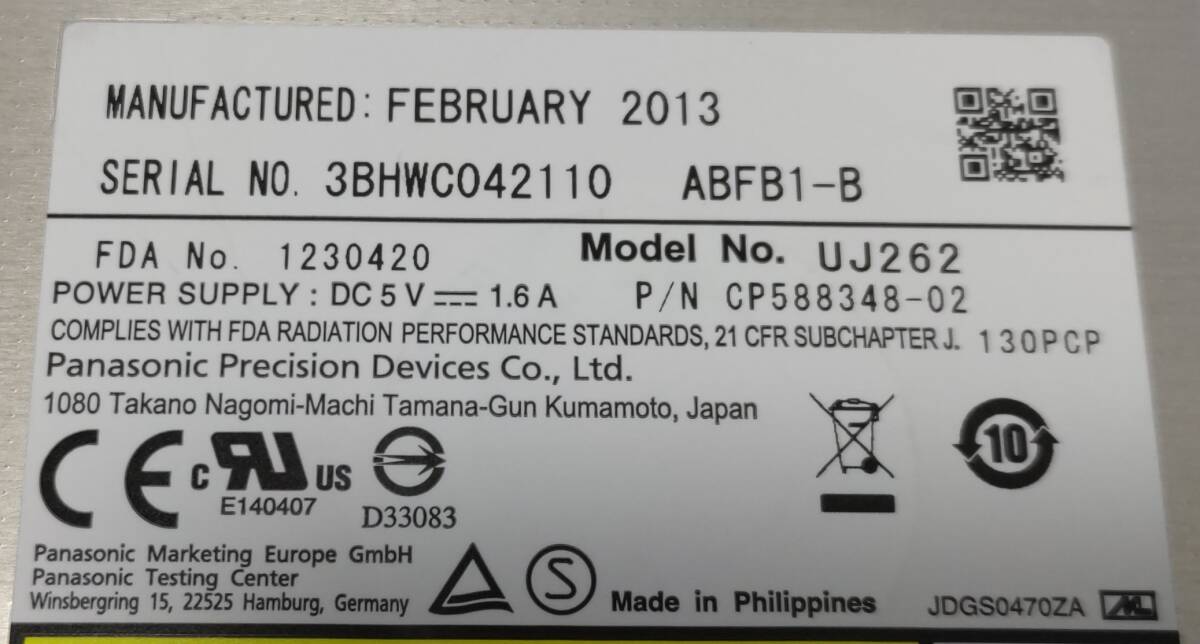 MANUFACTURED: FEBRUARY 2013
SERIAL NO. 3BHWC042110 ABFB1-B
FDA No. 1230420 Model No. UJ262
POWER SUPPLY : DC 5 V 1.6 A P/N CP588348-02
COMPLIES WITH FDA RADIATION PERFORMANCE STANDARDS, 21 CFR SUBCHAPTER J. 130PCP
Panasonic Precision Devices Co., Ltd.
1080 Takano Nagomi-Machi Tamana-Gun Kumamoto, Japan
CE C UR US 10
E140407
D33083
Panasonic Marketing Europe GmbH
Panasonic Testing Center
Winsbergring 15, 22525 Hamburg, Germany S Made in Philippines JDGS0470ZA